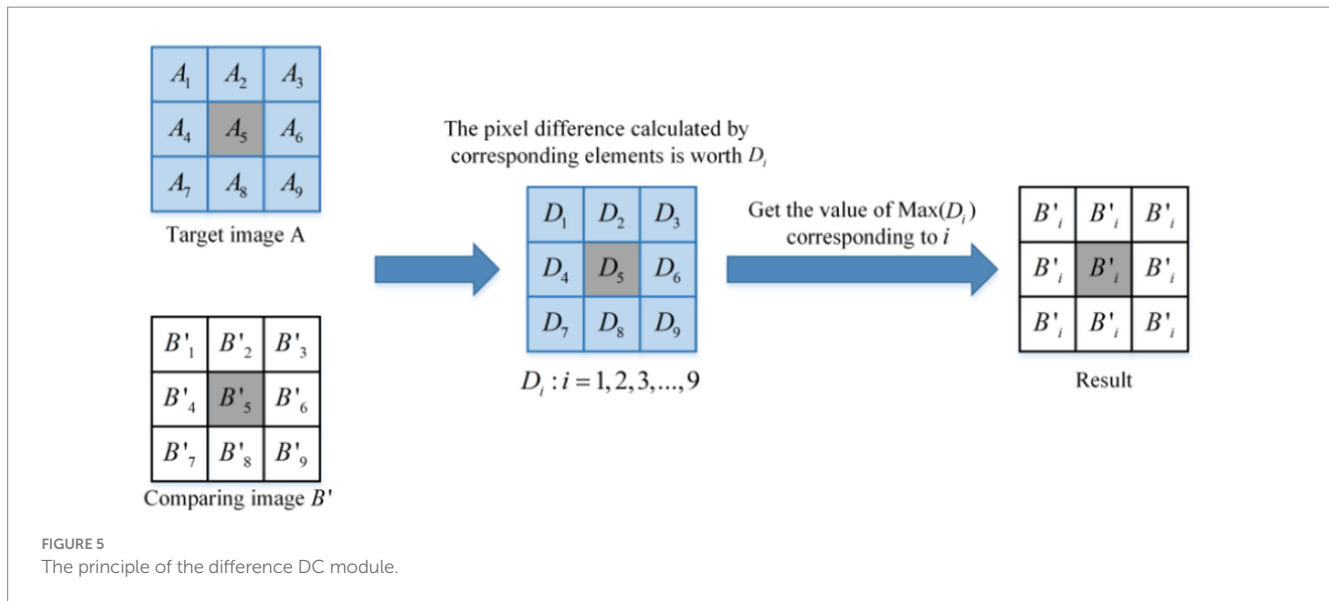 A₁ A₂ A₃
A₄ A₅ A₆
A₇ A₈ A₉
Target image A
B'₁ B'₂ B'₃
B'₄ B'₅ B'₆
B'₇ B'₈ B'₉
Comparing image B'
The pixel difference calculated by
corresponding elements is worth Dᵢ
D₁ D₂ D₃
D₄ D₅ D₆
D₇ D₈ D₉
Dᵢ : i = 1, 2, 3, ..., 9
Get the value of Max(Dᵢ)
corresponding to i
B'ᵢ B'ᵢ B'ᵢ
B'ᵢ B'ᵢ B'ᵢ
B'ᵢ B'ᵢ B'ᵢ
Result
FIGURE 5
The principle of the difference DC module.